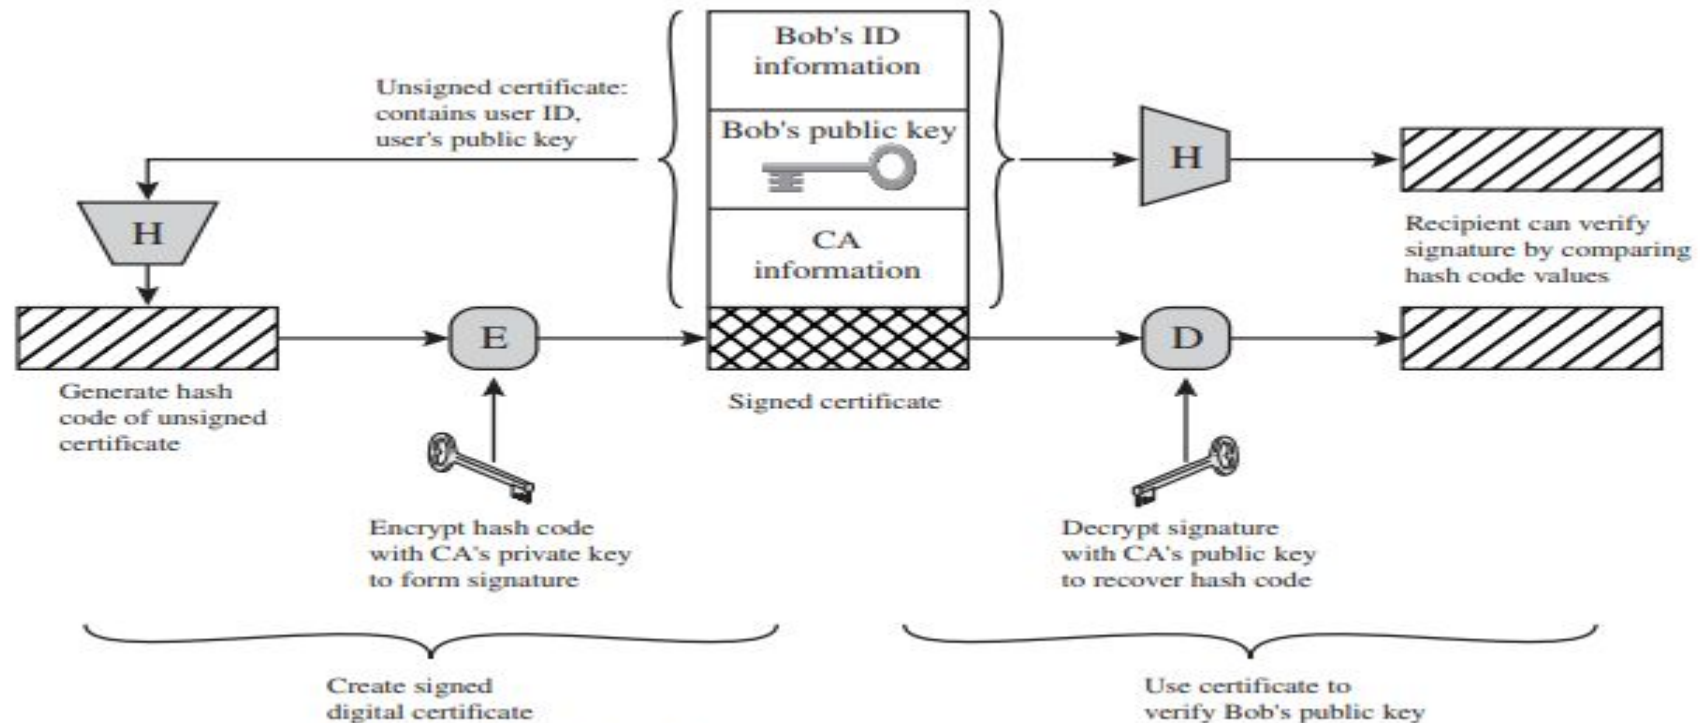 Bob's ID
information
Unsigned certificate:
contains user ID,
user's public key
Bob's public key
H
H
CA
information
Recipient can verify
signature by comparing
hash code values
E
D
Generate hash
code of unsigned
certificate
Signed certificate
Encrypt hash code
with CA's private key
to form signature
Decrypt signature
with CA's public key
to recover hash code
Create signed
digital certificate
Use certificate to
verify Bob's public key